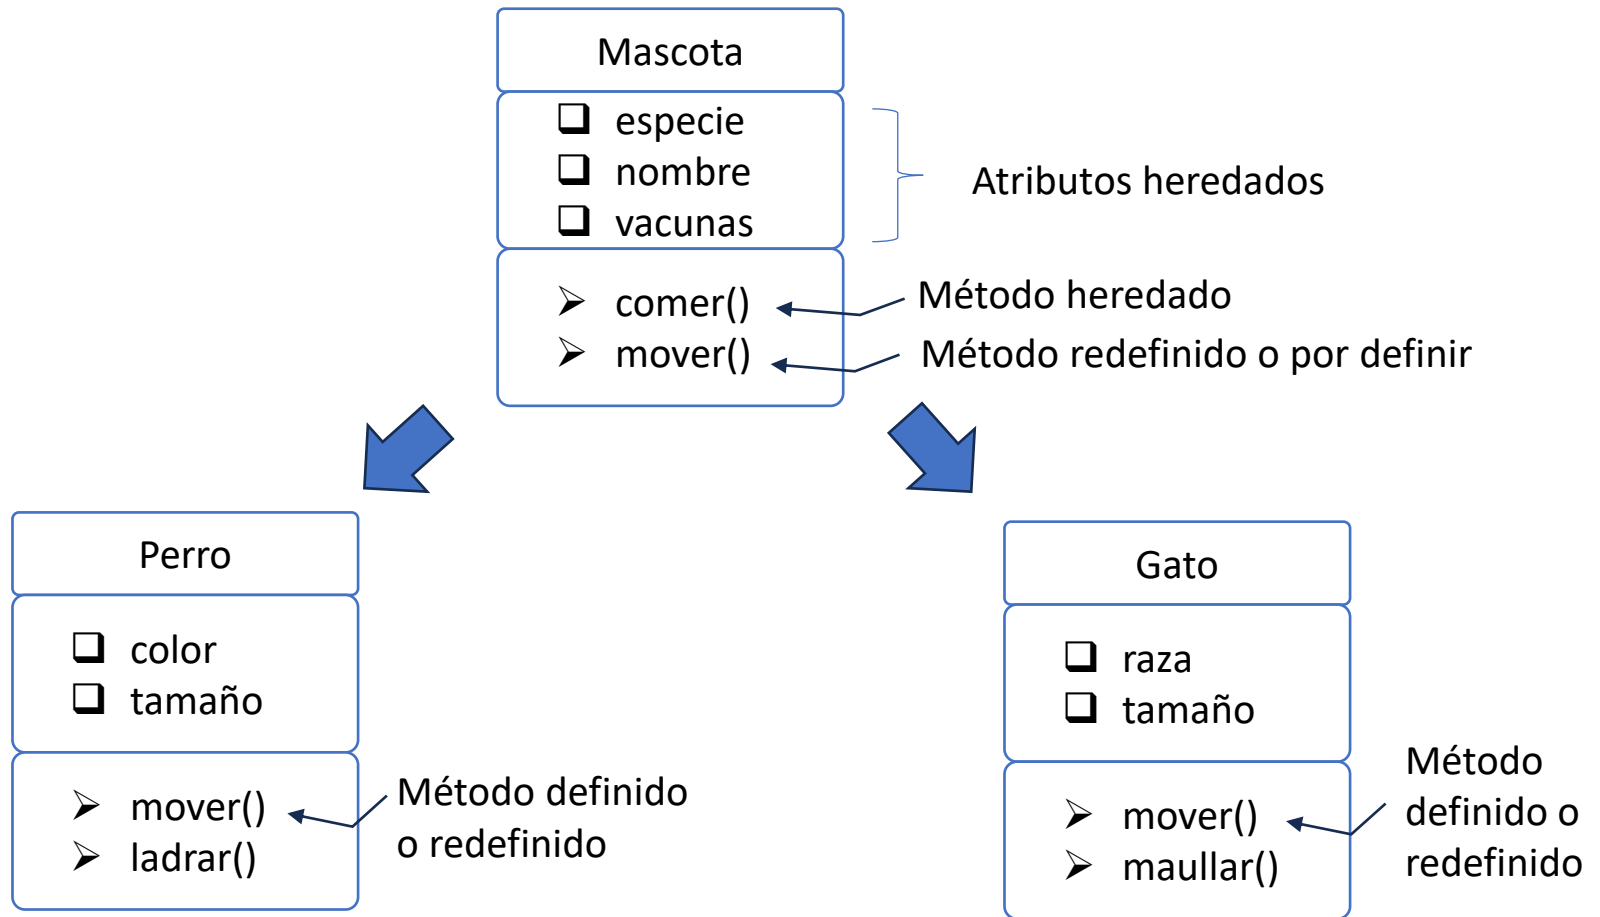 Mascota
especie
nombre
vacunas
Atributos heredados
comer()
Método heredado
mover()
Método redefinido o por definir
Perro
color
tamaño
mover()
ladrar()
Método definido
o redefinido
Gato
raza
tamaño
mover()
maullar()
Método
definido o
redefinido